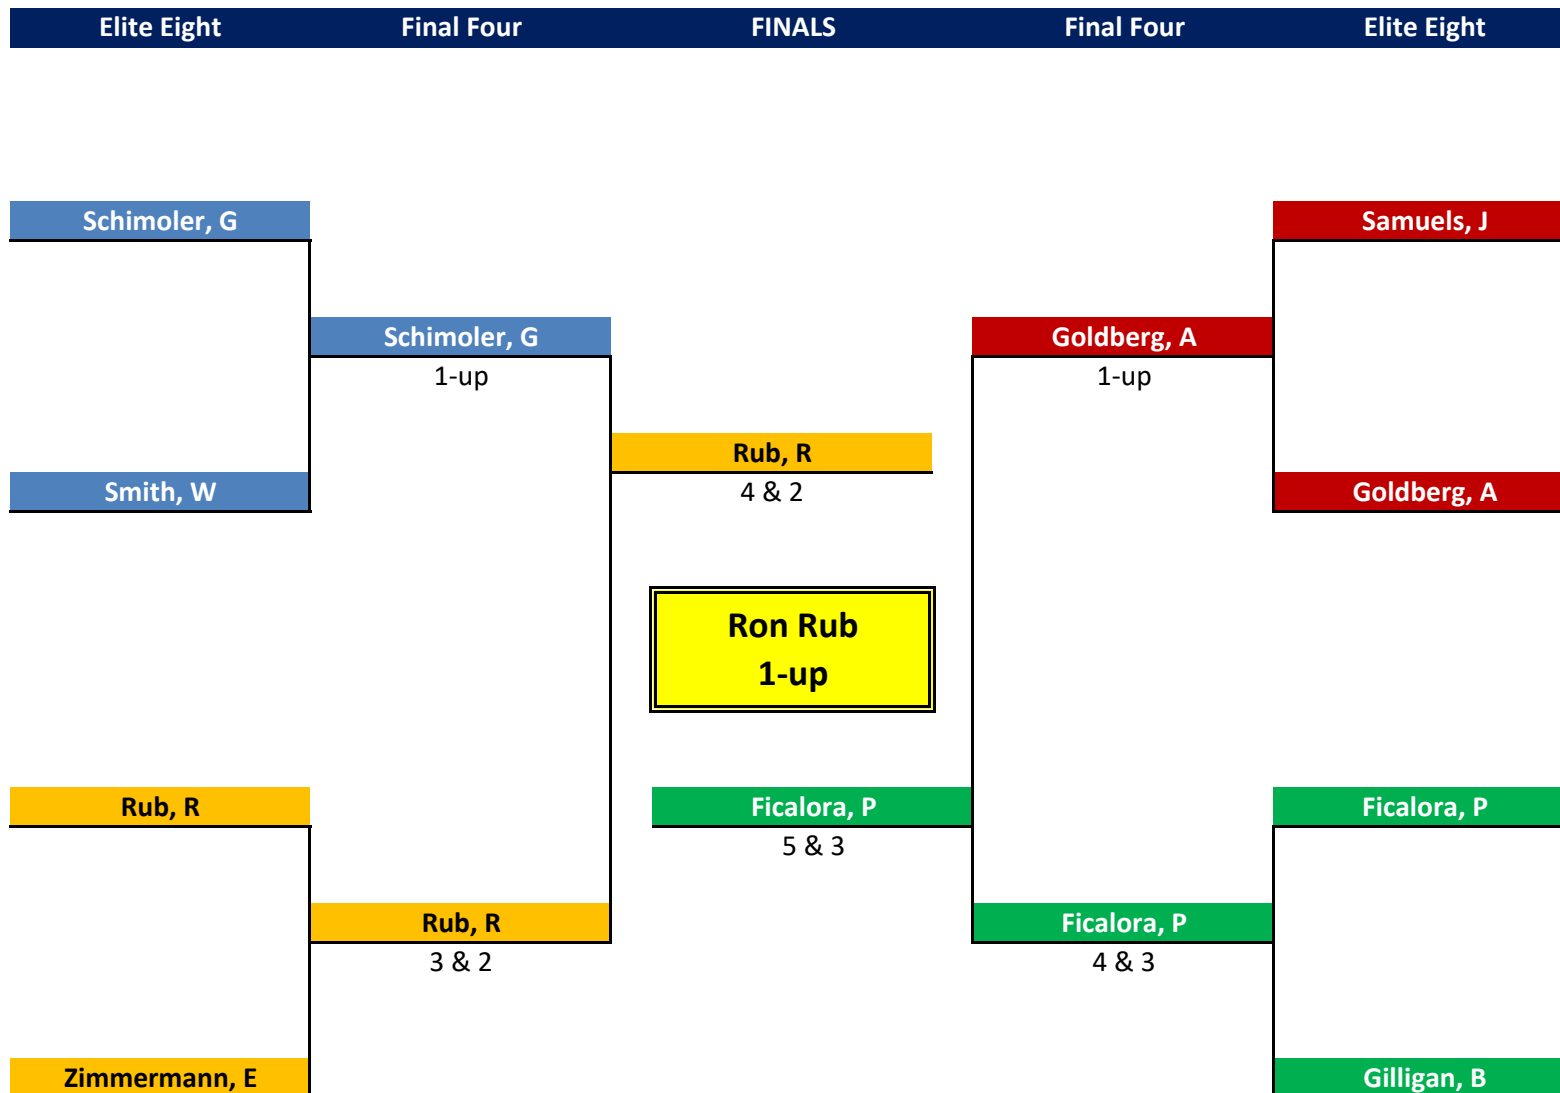 Elite Eight Final Four FINALS Final Four Elite Eight
Schimoler, G Samuels, J
Schimoler, G Goldberg, A
1-up 1-up
Rub, R
Smith, W 4 & 2 Goldberg, A
Ron Rub
1-up
Rub, R Ficalora, P Ficalora, P
5 & 3
Rub, R Ficalora, P
3 & 2 4 & 3
Zimmermann, E Gilligan, B